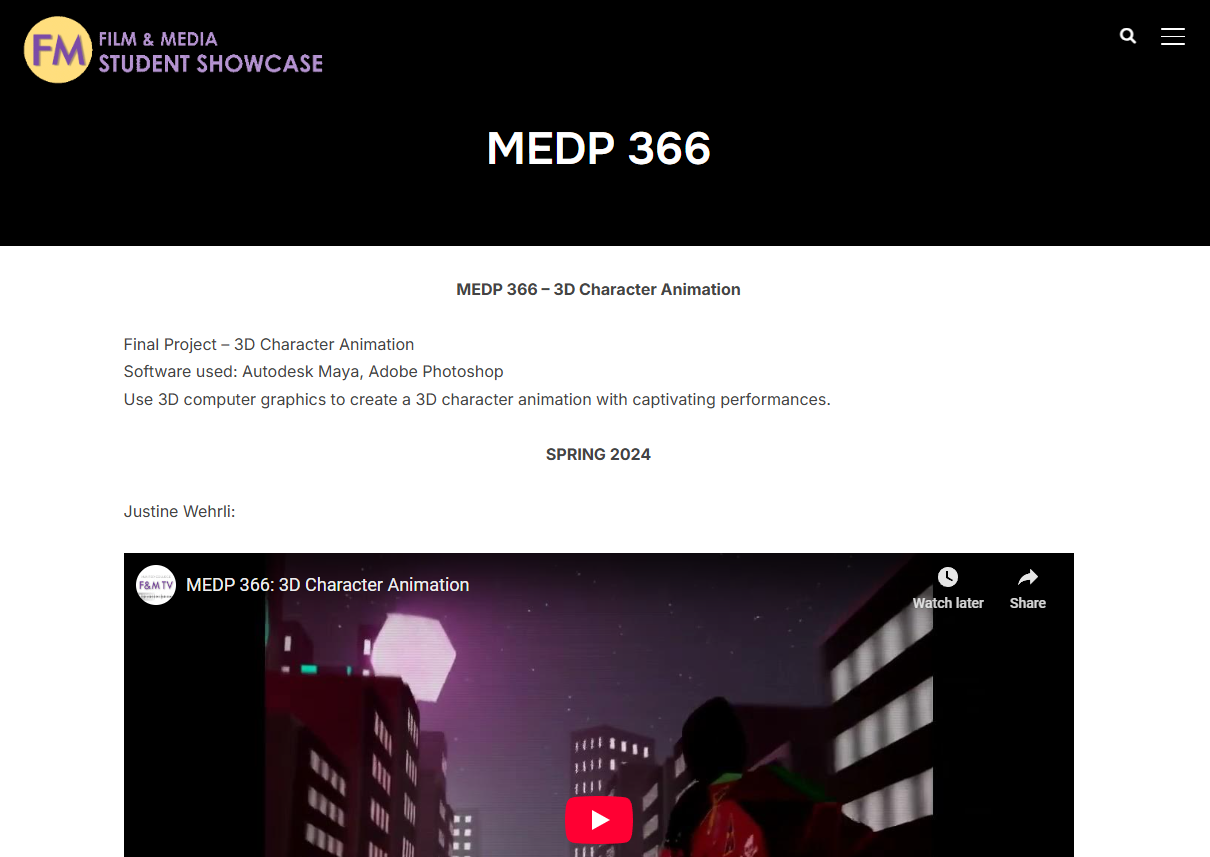 FM FILM & MEDIA
STUDENT SHOWCASE
MEDP 366
MEDP 366 – 3D Character Animation
Final Project – 3D Character Animation
Software used: Autodesk Maya, Adobe Photoshop
Use 3D computer graphics to create a 3D character animation with captivating performances.
SPRING 2024
Justine Wehrli:
F&M TV
MEDP 366: 3D Character Animation
Watch later
Share